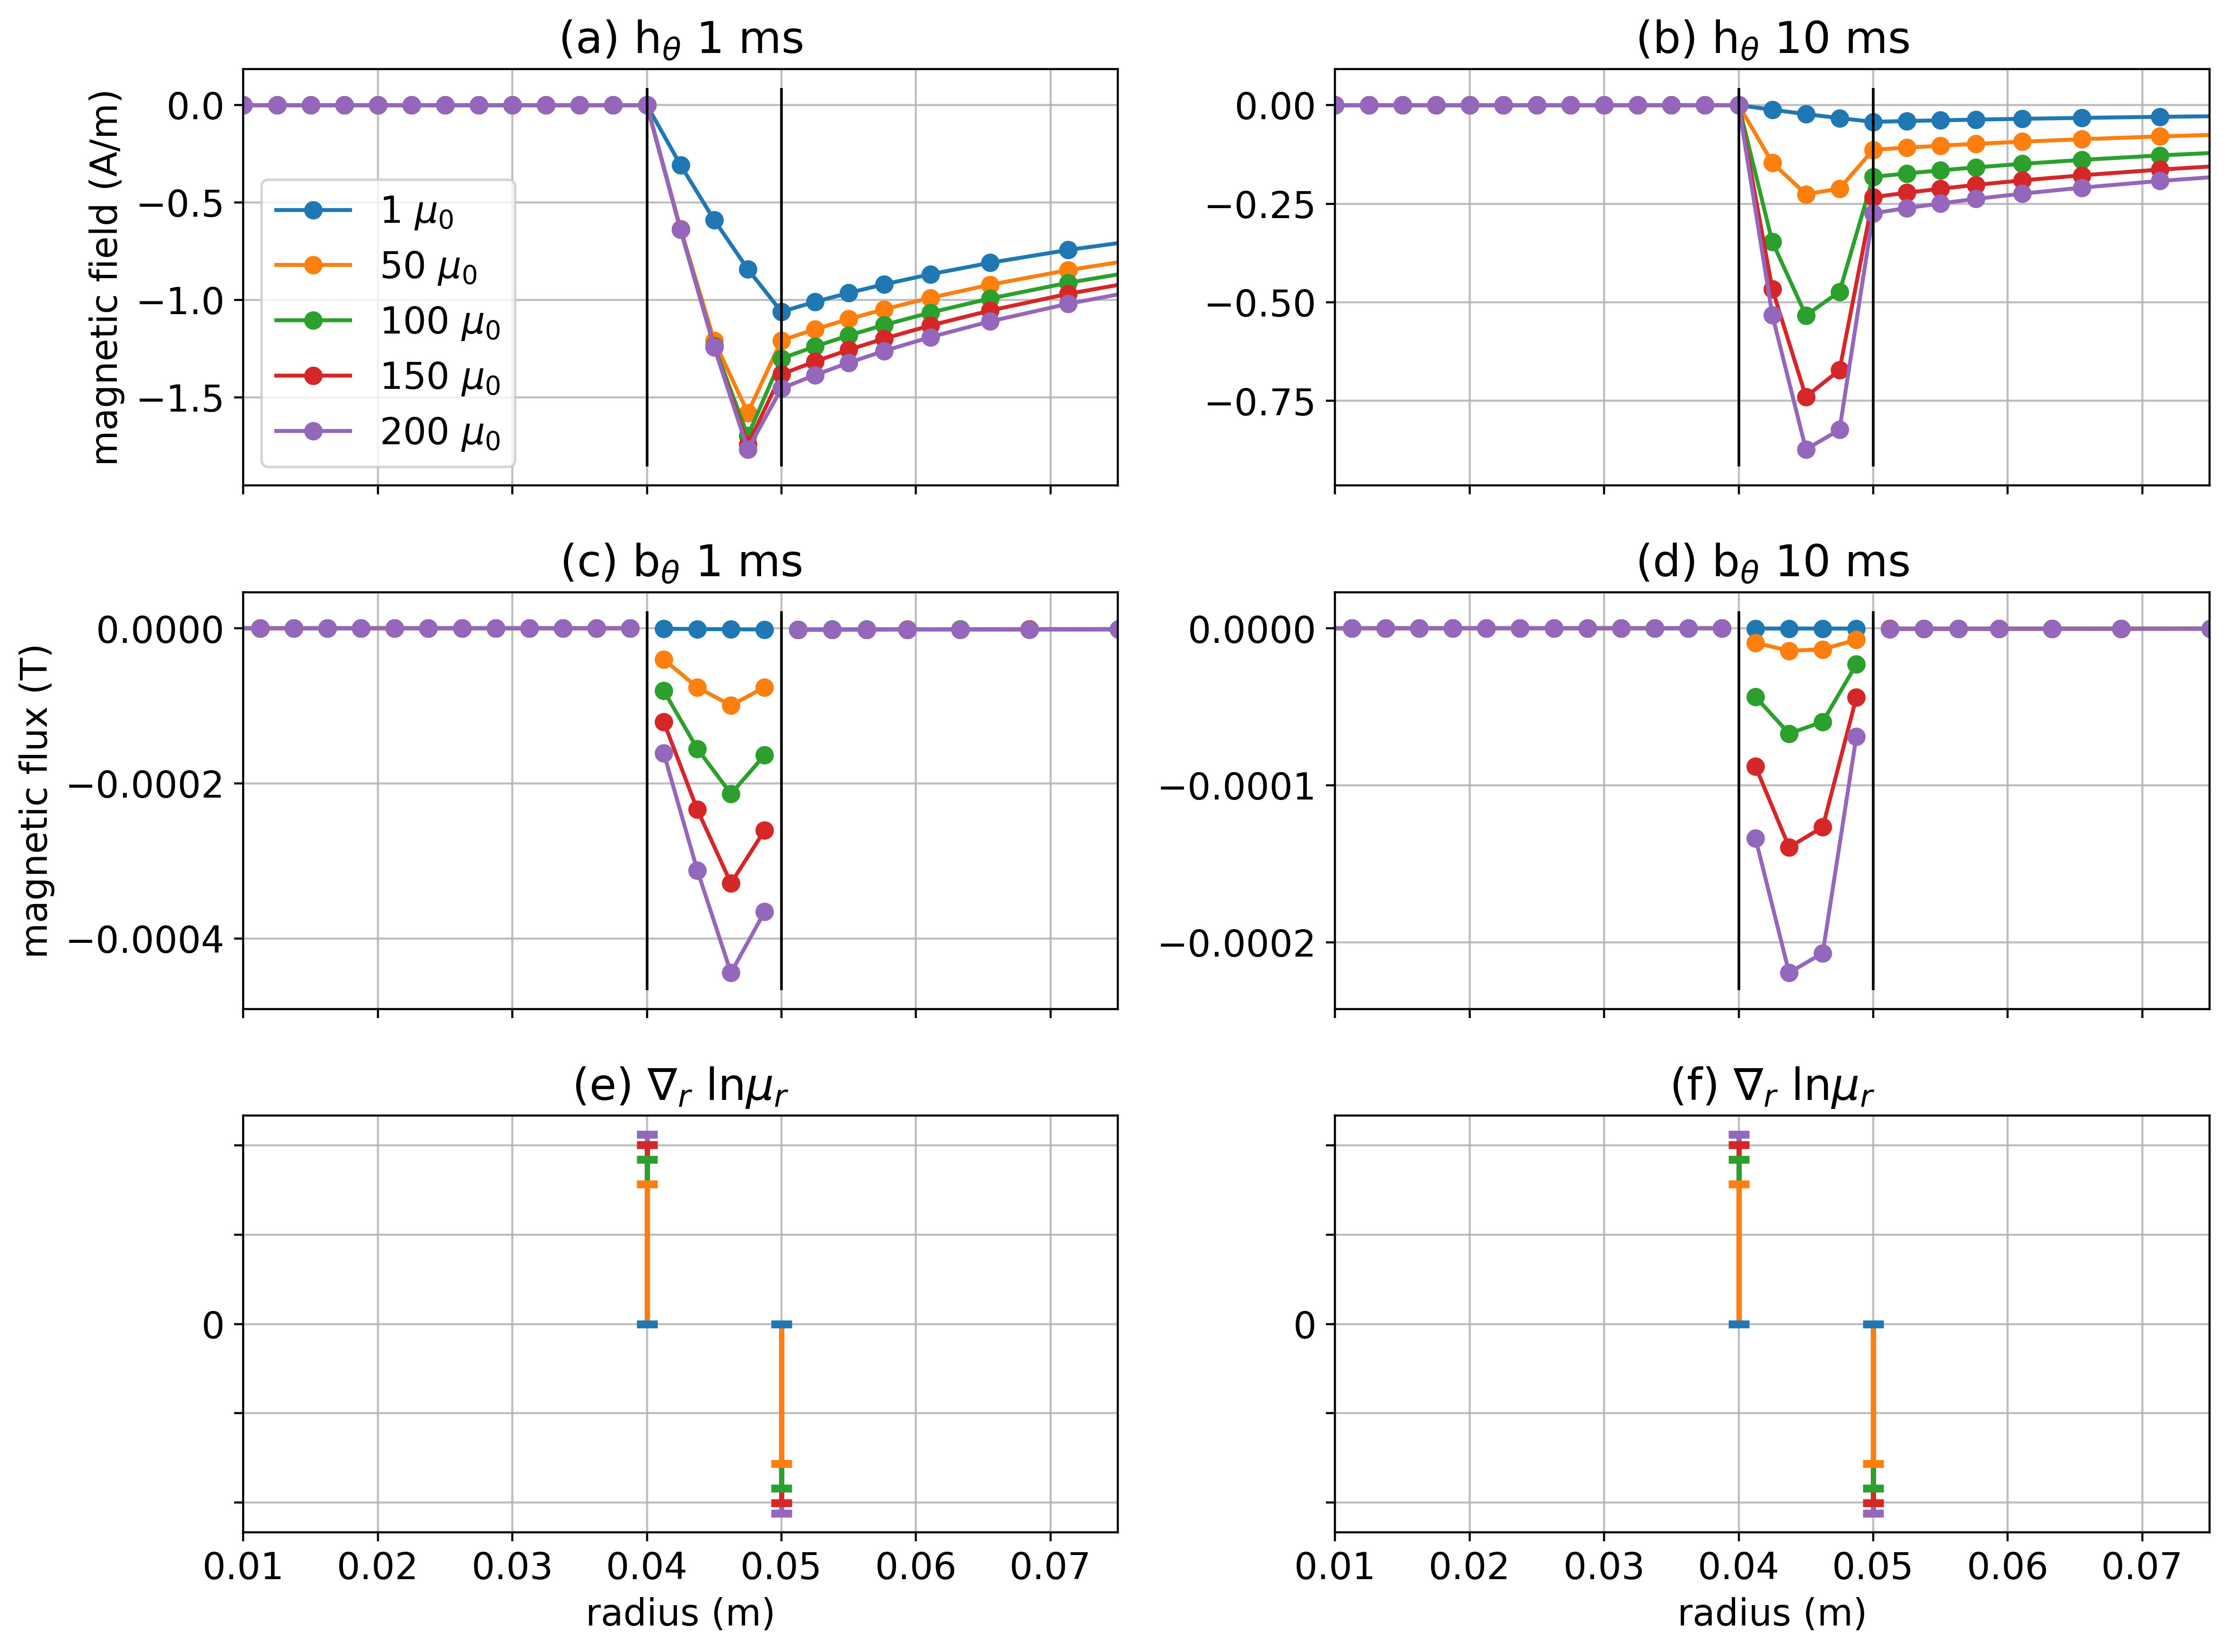 (a) hθ 1 ms
magnetic field (A/m)
0.0
−0.5
−1.0
−1.5
1 μ0
50 μ0
100 μ0
150 μ0
200 μ0
(b) hθ 10 ms
0.00
−0.25
−0.50
−0.75
(c) bθ 1 ms
magnetic flux (T)
0.0000
−0.0002
−0.0004
(d) bθ 10 ms
0.0000
−0.0001
−0.0002
(e) ∇r lnμr
0
0.01 0.02 0.03 0.04 0.05 0.06 0.07
radius (m)
(f) ∇r lnμr
0
0.01 0.02 0.03 0.04 0.05 0.06 0.07
radius (m)